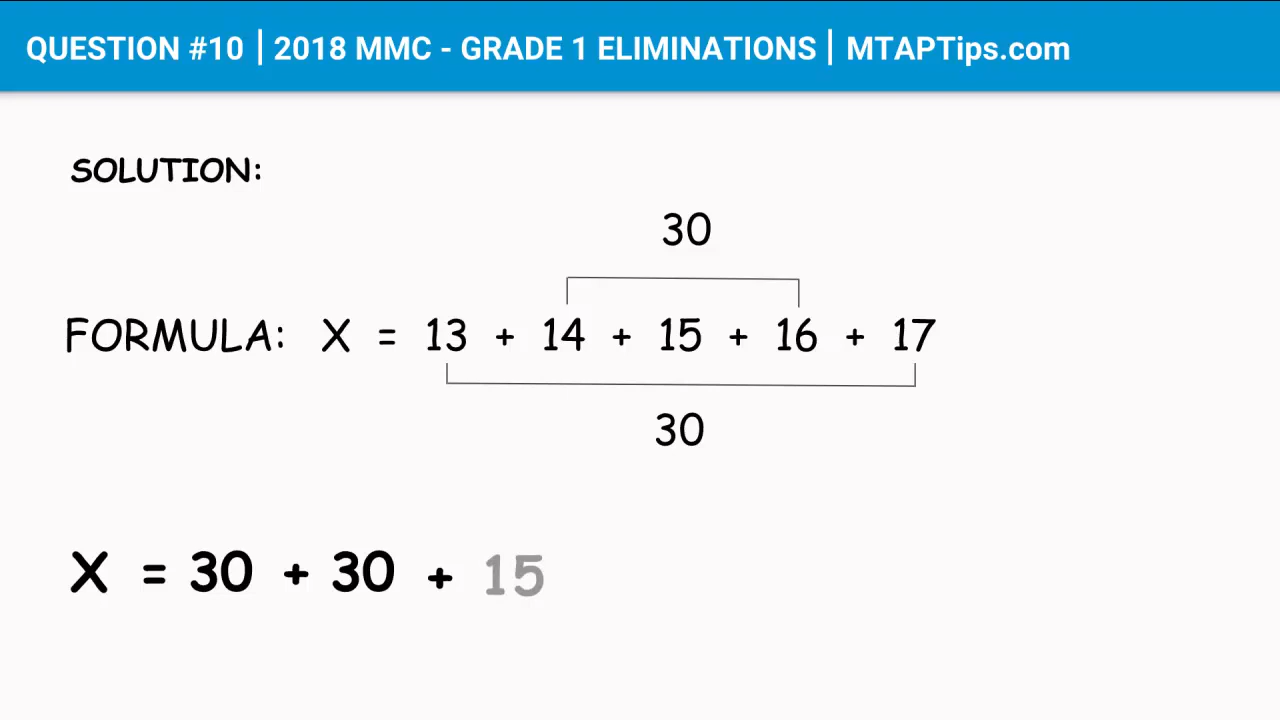 QUESTION #10 | 2018 MMC - GRADE 1 ELIMINATIONS | MTAPTips.com
SOLUTION:
30
FORMULA: X = 13 + 14 + 15 + 16 + 17
30
X = 30 + 30 + 15